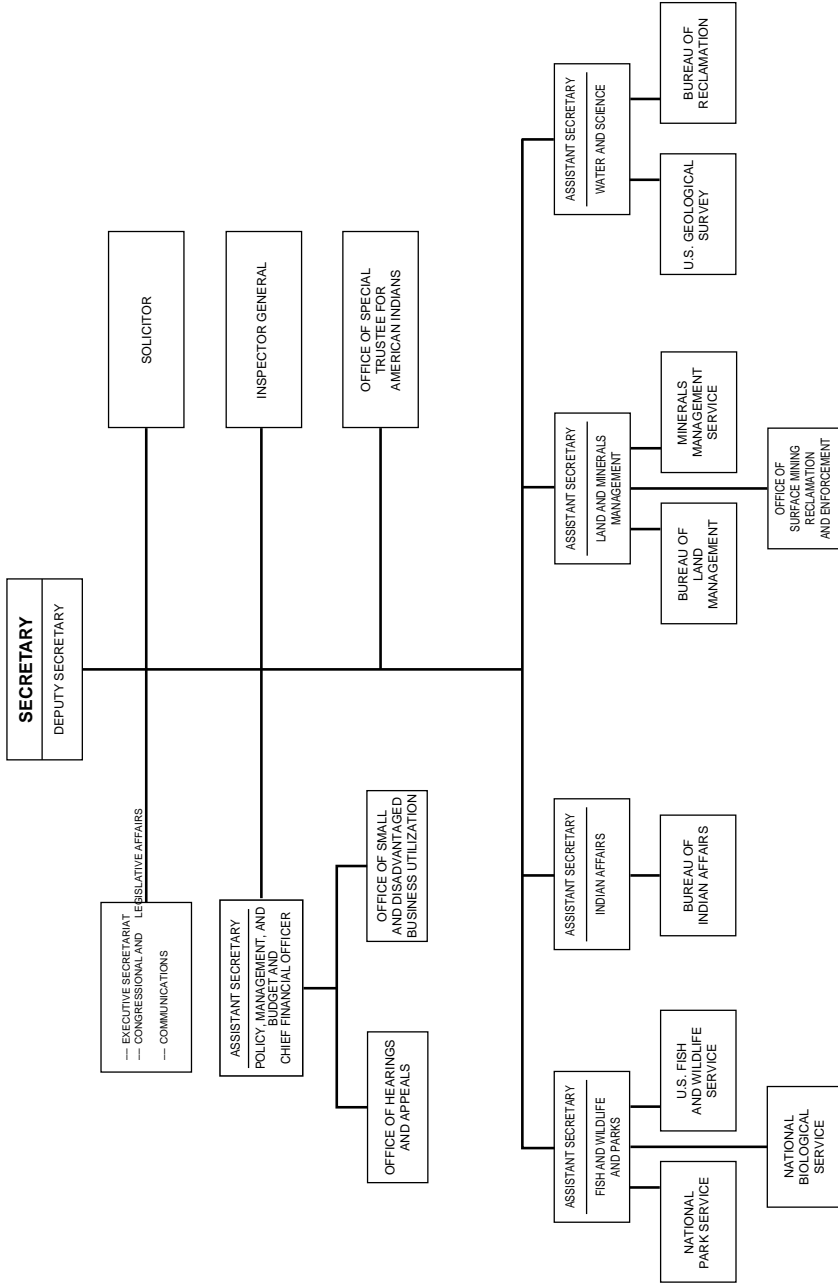 SECRETARY
DEPUTY SECRETARY
— EXECUTIVE SECRETARIAT
— CONGRESSIONAL AND LEGISLATIVE AFFAIRS
— COMMUNICATIONS
SOLICITOR
ASSISTANT SECRETARY
POLICY, MANAGEMENT, AND
BUDGET AND
CHIEF FINANCIAL OFFICER
INSPECTOR GENERAL
OFFICE OF HEARINGS
AND APPEALS
OFFICE OF SMALL
AND DISADVANTAGED
BUSINESS UTILIZATION
OFFICE OF SPECIAL
TRUSTEE FOR
AMERICAN INDIANS
ASSISTANT SECRETARY
FISH AND WILDLIFE
AND PARKS
ASSISTANT SECRETARY
INDIAN AFFAIRS
ASSISTANT SECRETARY
LAND AND MINERALS
MANAGEMENT
ASSISTANT SECRETARY
WATER AND SCIENCE
NATIONAL
PARK SERVICE
U.S. FISH
AND WILDLIFE
SERVICE
BUREAU OF
INDIAN AFFAIRS
BUREAU OF
LAND
MANAGEMENT
MINERALS
MANAGEMENT
SERVICE
U.S. GEOLOGICAL
SURVEY
BUREAU OF
RECLAMATION
NATIONAL
BIOLOGICAL
SERVICE
OFFICE OF
SURFACE MINING
RECLAMATION
AND ENFORCEMENT